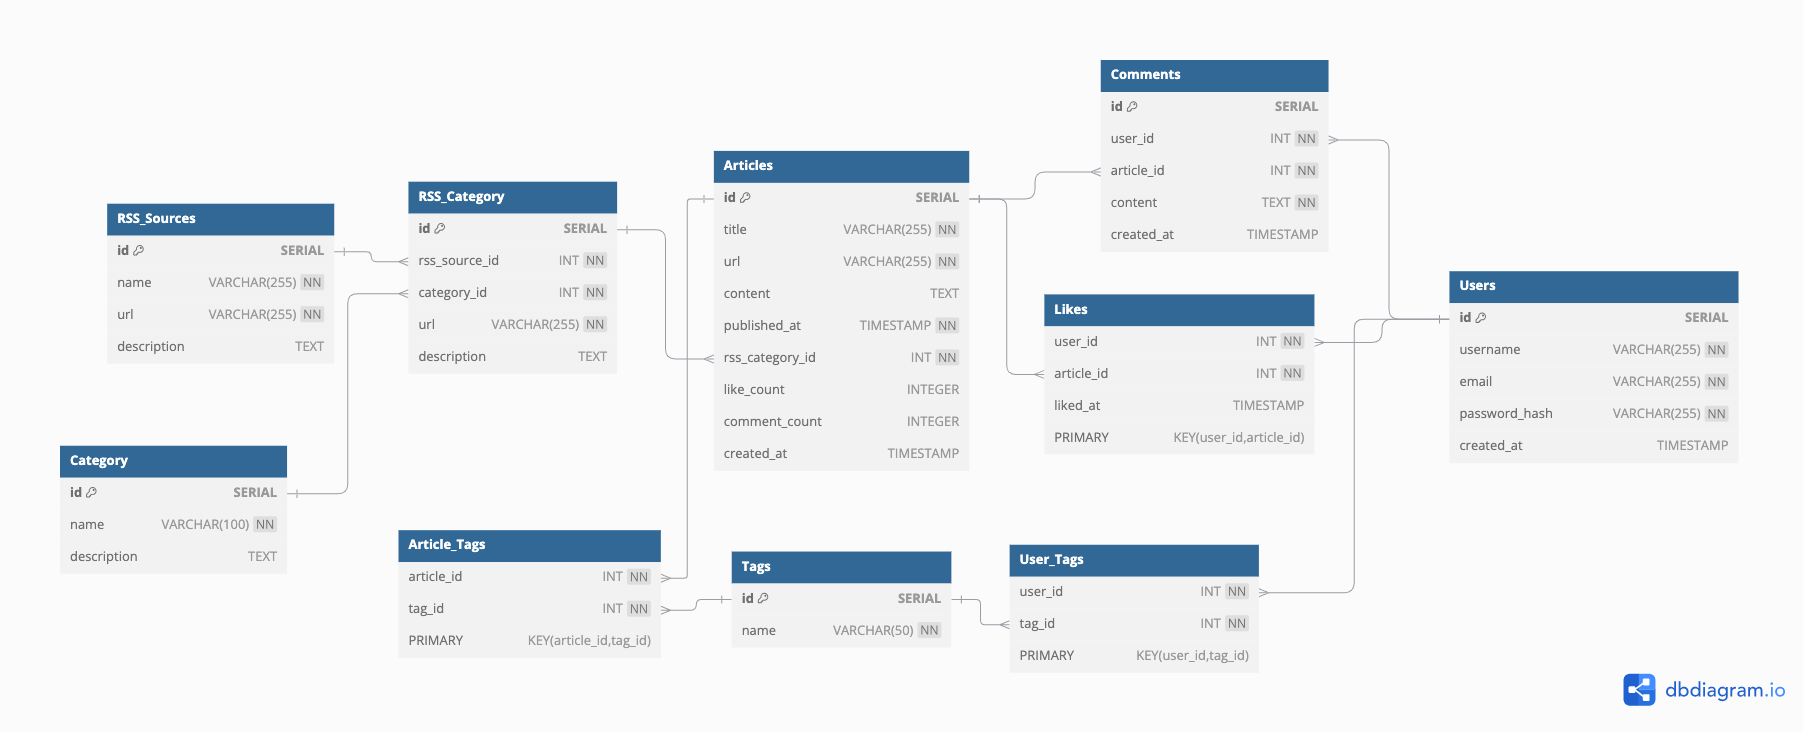 RSS_Sources
id SERIAL
name VARCHAR(255) NN
url VARCHAR(255) NN
description TEXT
Category
id SERIAL
name VARCHAR(100) NN
description TEXT
RSS_Category
id SERIAL
rss_source_id INT NN
category_id INT NN
url VARCHAR(255) NN
description TEXT
Articles
id SERIAL
title VARCHAR(255) NN
url VARCHAR(255) NN
content TEXT
published_at TIMESTAMP NN
rss_category_id INT NN
like_count INTEGER
comment_count INTEGER
created_at TIMESTAMP
Comments
id SERIAL
user_id INT NN
article_id INT NN
content TEXT NN
created_at TIMESTAMP
Likes
user_id INT NN
article_id INT NN
liked_at TIMESTAMP
PRIMARY KEY(user_id,article_id)
Users
id SERIAL
username VARCHAR(255) NN
email VARCHAR(255) NN
password_hash VARCHAR(255) NN
created_at TIMESTAMP
Article_Tags
article_id INT NN
tag_id INT NN
PRIMARY KEY(article_id,tag_id)
Tags
id SERIAL
name VARCHAR(50) NN
User_Tags
user_id INT NN
tag_id INT NN
PRIMARY KEY(user_id,tag_id)
dbdiagram.io